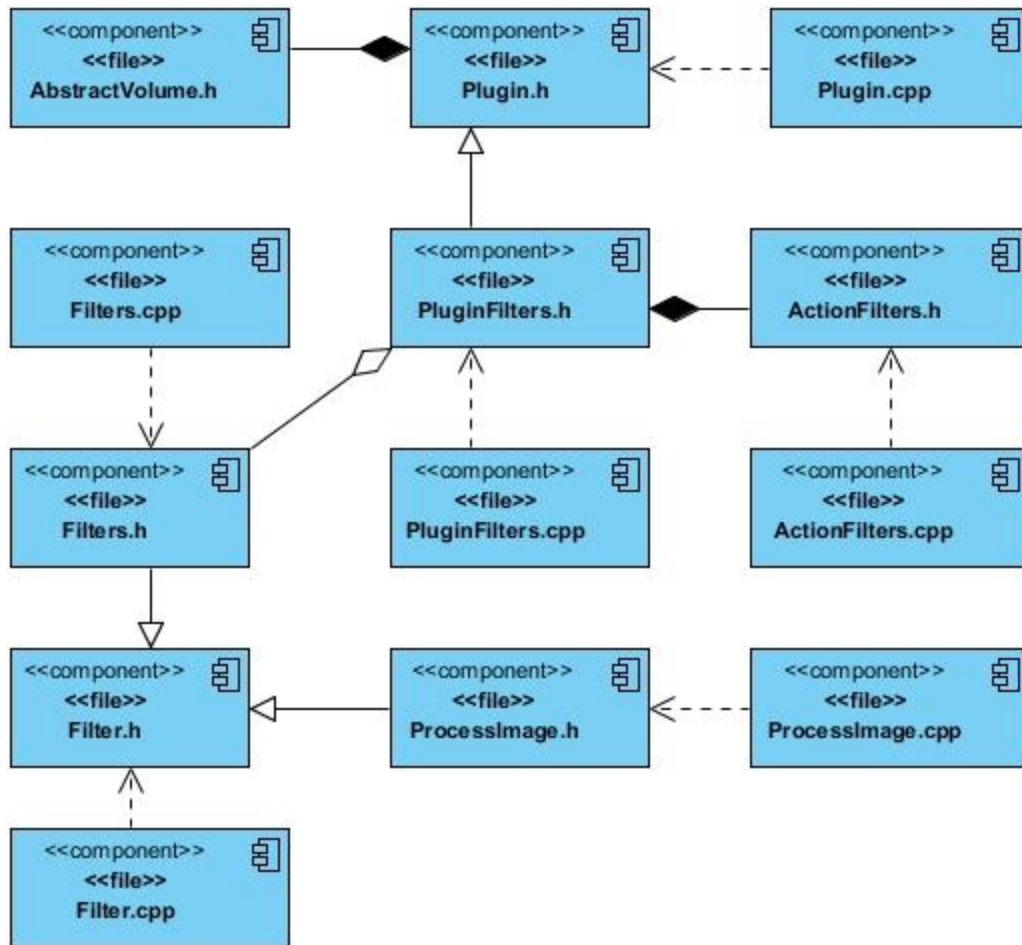 <<component>>
<<file>>
AbstractVolume.h
<<component>>
<<file>>
Plugin.h
<<component>>
<<file>>
Plugin.cpp
<<component>>
<<file>>
Filters.cpp
<<component>>
<<file>>
PluginFilters.h
<<component>>
<<file>>
ActionFilters.h
<<component>>
<<file>>
Filters.h
<<component>>
<<file>>
PluginFilters.cpp
<<component>>
<<file>>
ActionFilters.cpp
<<component>>
<<file>>
Filter.h
<<component>>
<<file>>
ProcessImage.h
<<component>>
<<file>>
ProcessImage.cpp
<<component>>
<<file>>
Filter.cpp